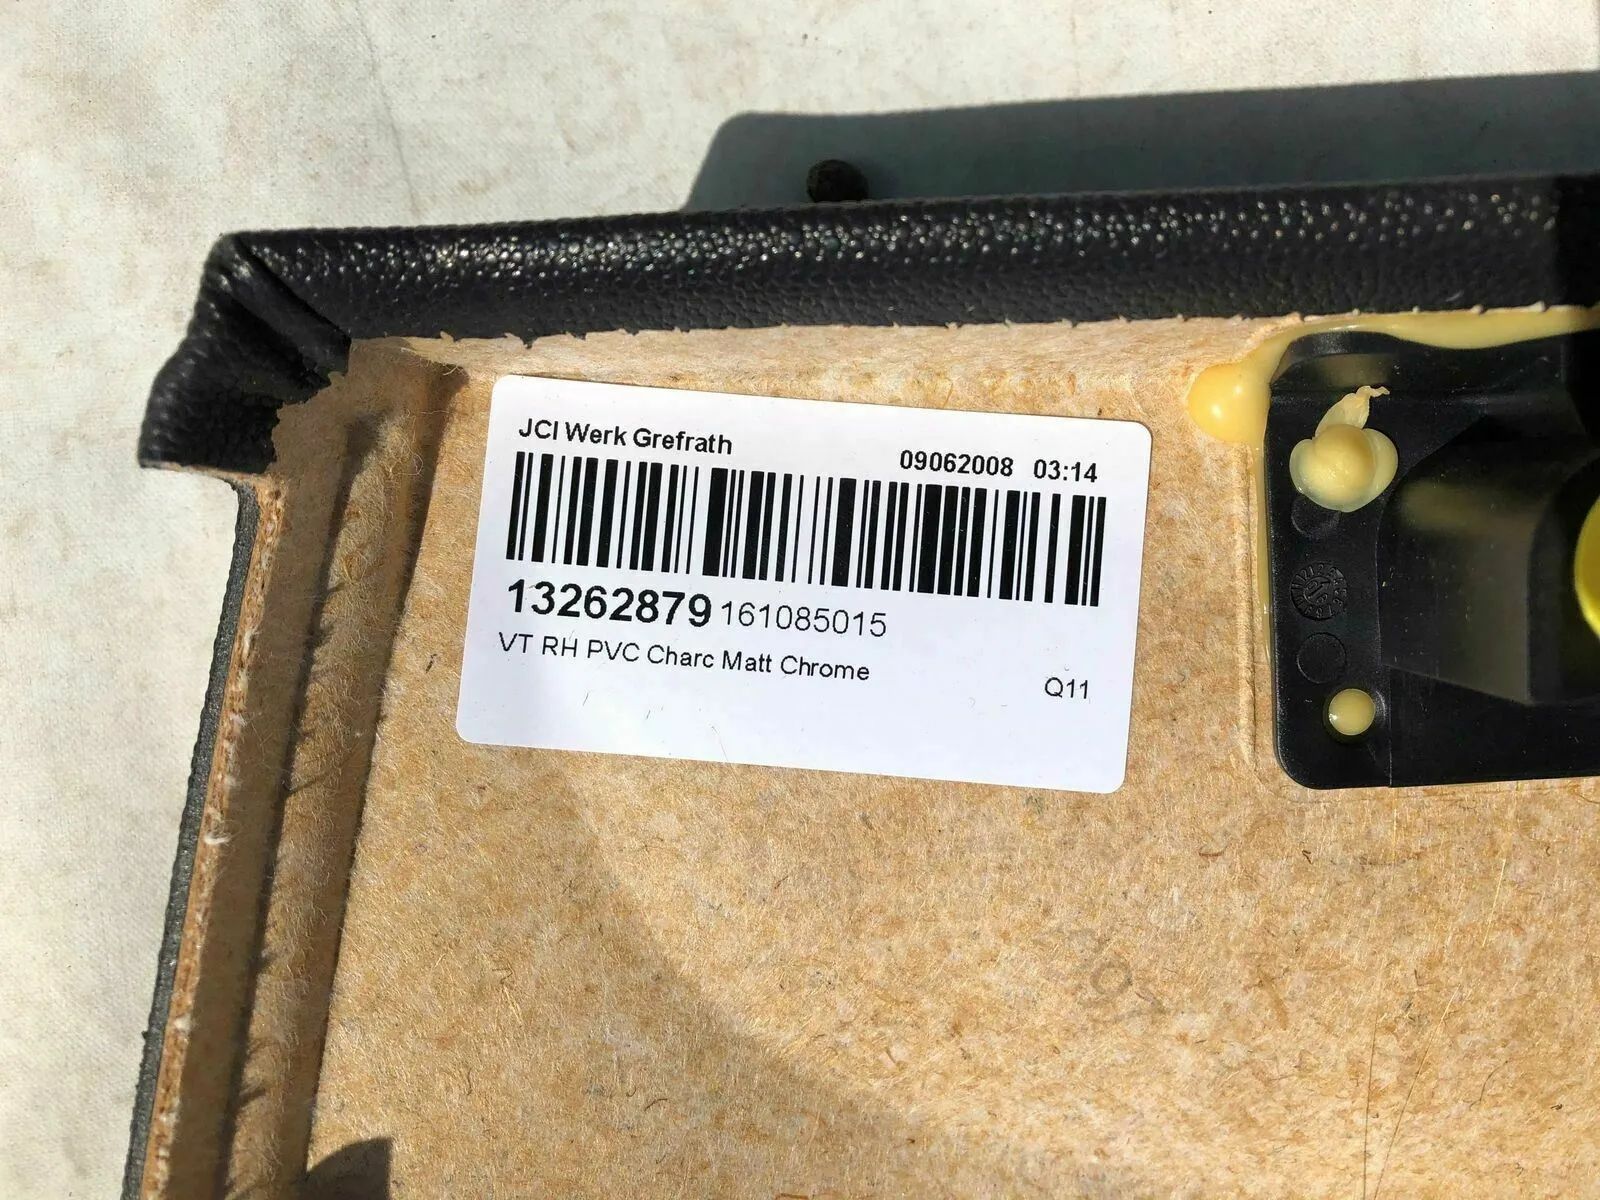 JCI Werk Grefrath
09062008 03:14
13262879 161085015
VT RH PVC Charc Matt Chrome
Q11